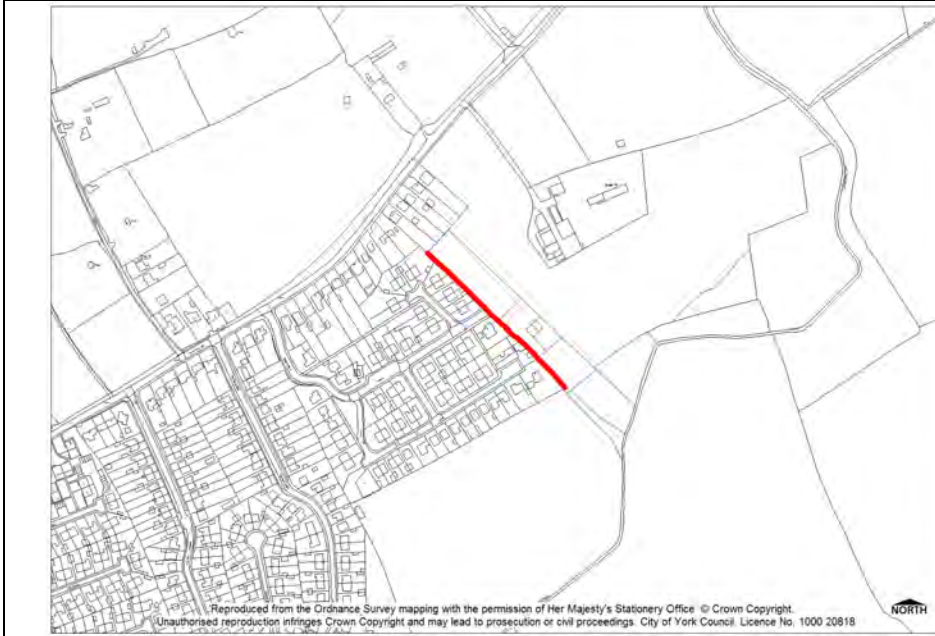 Reproduced from the Ordnance Survey mapping with the permission of Her Majesty's Stationery Office © Crown Copyright.
Unauthorised reproduction infringes Crown Copyright and may lead to prosecution or civil proceedings. City of York Council. Licence No. 1000 20818
NORTH